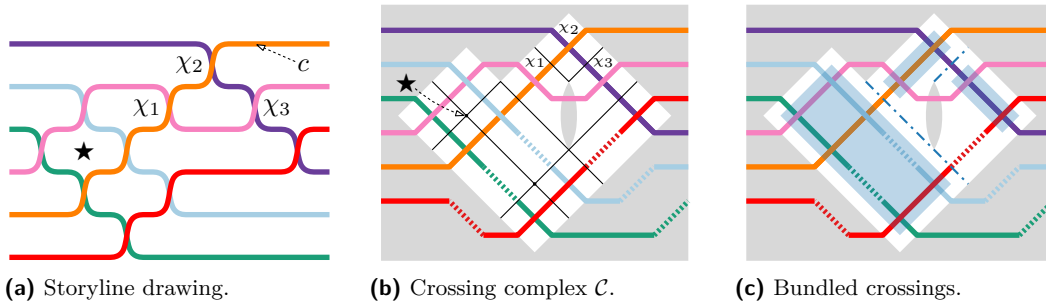 χ₂
χ₁
χ₃
c
χ₂
χ₁
χ₃
(a) Storyline drawing.
(b) Crossing complex 𝒞.
(c) Bundled crossings.